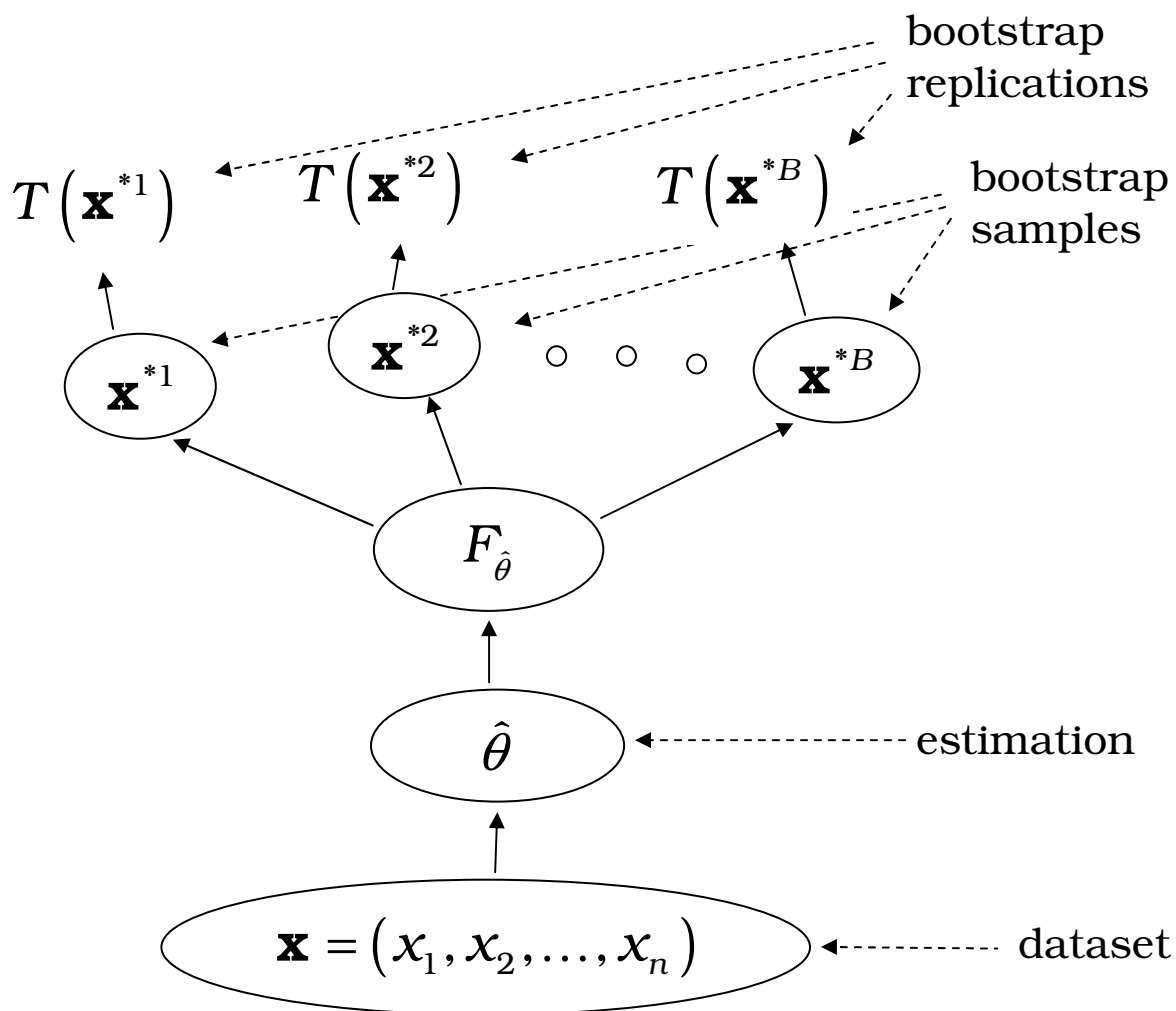 bootstrap
replications
T(𝐱*¹) T(𝐱*²) T(𝐱*ᴮ)
bootstrap
samples
𝐱*¹ 𝐱*² 𝐱*ᴮ
F_θ̂
θ̂
estimation
𝐱 = (x₁, x₂, ..., xₙ)
dataset